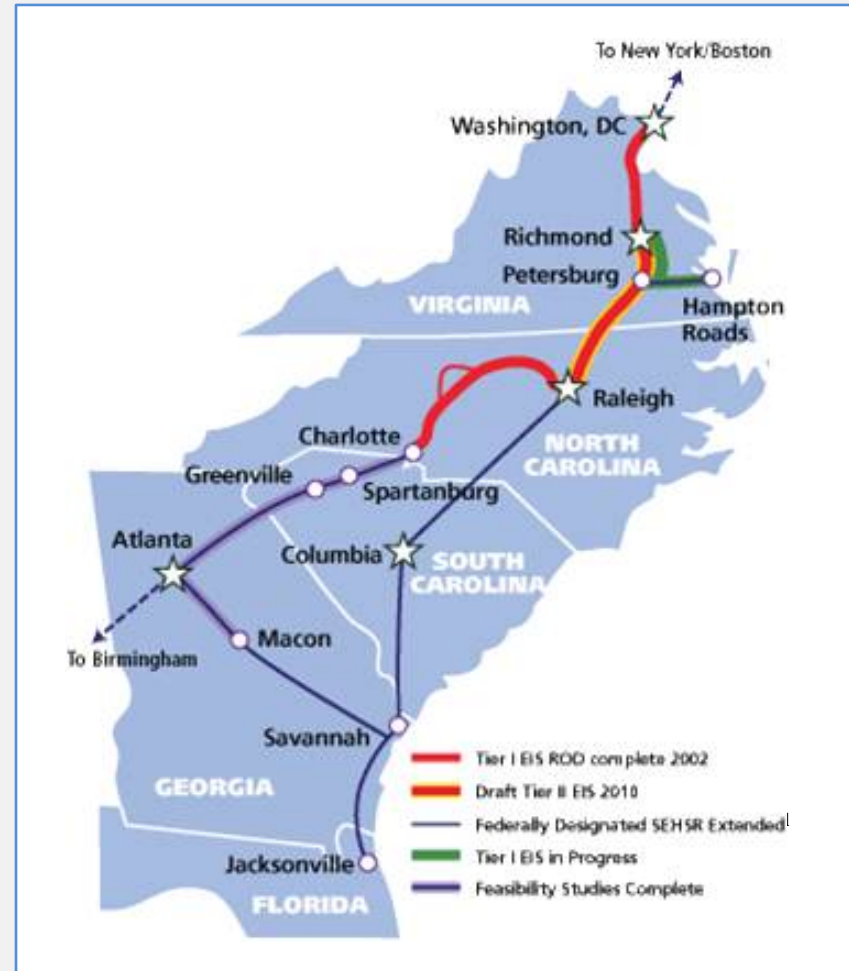 To New York/Boston
Washington, DC
Richmond
Petersburg
VIRGINIA
Hampton
Roads
Raleigh
Charlotte
NORTH
CAROLINA
Greenville
Spartanburg
Atlanta
Columbia
SOUTH
CAROLINA
Macon
To Birmingham
Savannah
GEORGIA
Jacksonville
FLORIDA
Tier I EIS ROD complete 2002
Draft Tier II EIS 2010
Federally Designated SEHSR Extended
Tier I EIS in Progress
Feasibility Studies Complete